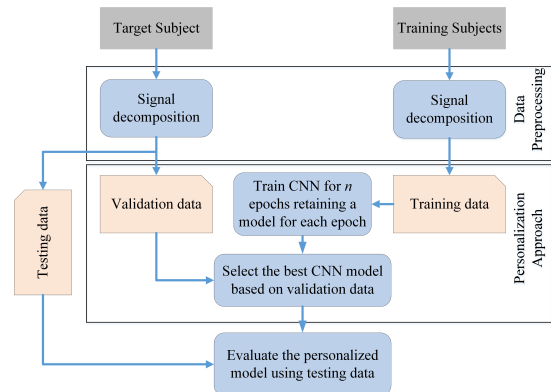 Target Subject
Training Subjects
Signal
decomposition
Signal
decomposition
Data
Preprocessing
Testing data
Validation data
Train CNN for n
epochs retaining a
model for each epoch
Training data
Personalization
Approach
Select the best CNN model
based on validation data
Evaluate the personalized
model using testing data